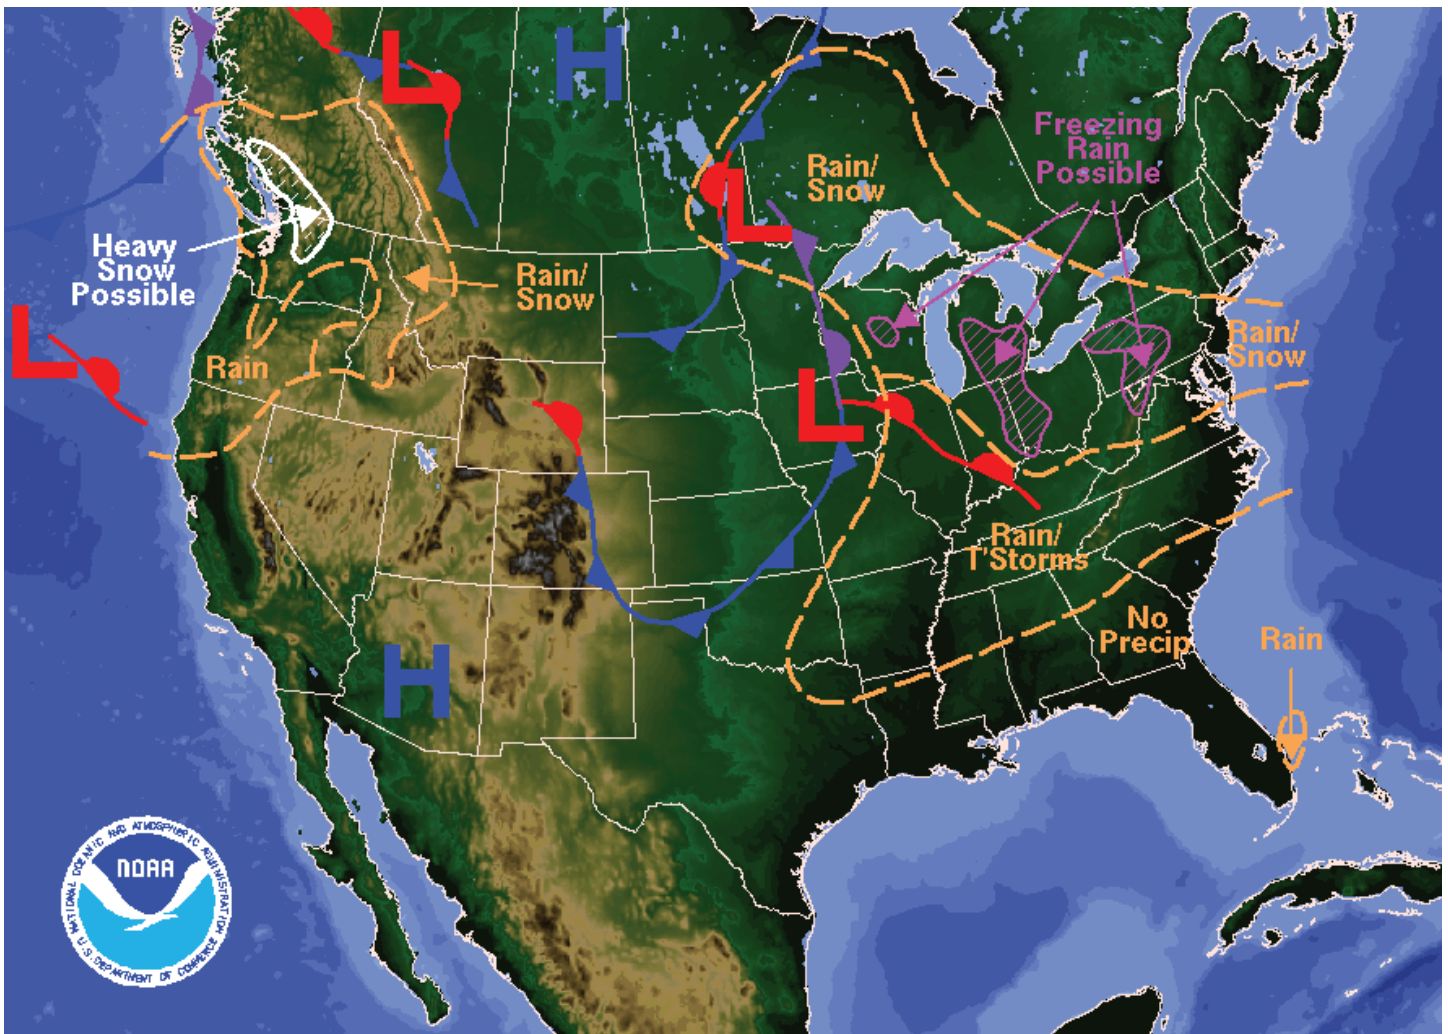 L
H
Freezing
Rain
Possible
Rain/
Snow
L
Heavy
Snow
Possible
Rain/
Snow
L
Rain
Rain/
Snow
L
Rain/
T'Storms
No
Precip
Rain
H
NATIONAL OCEANIC AND ATMOSPHERIC ADMINISTRATION
NOAA
U.S. DEPARTMENT OF COMMERCE